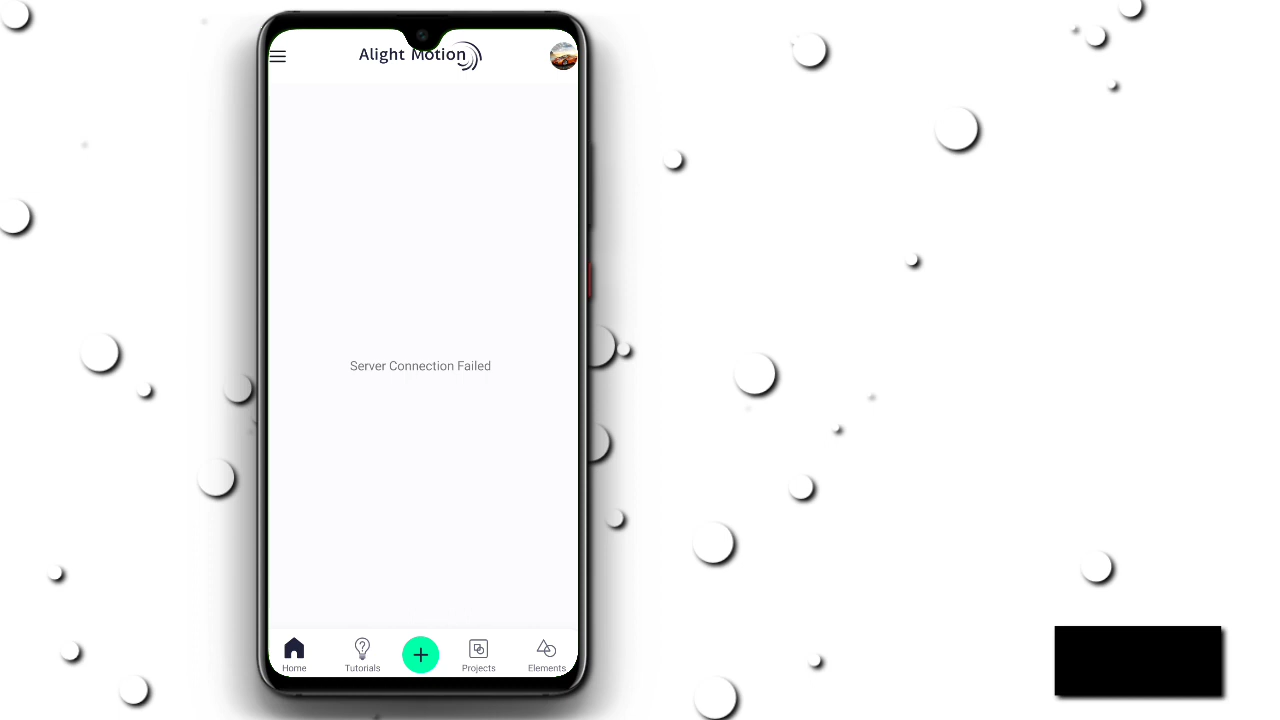 Alight Motion
Server Connection Failed
Home
Tutorials
Projects
Elements